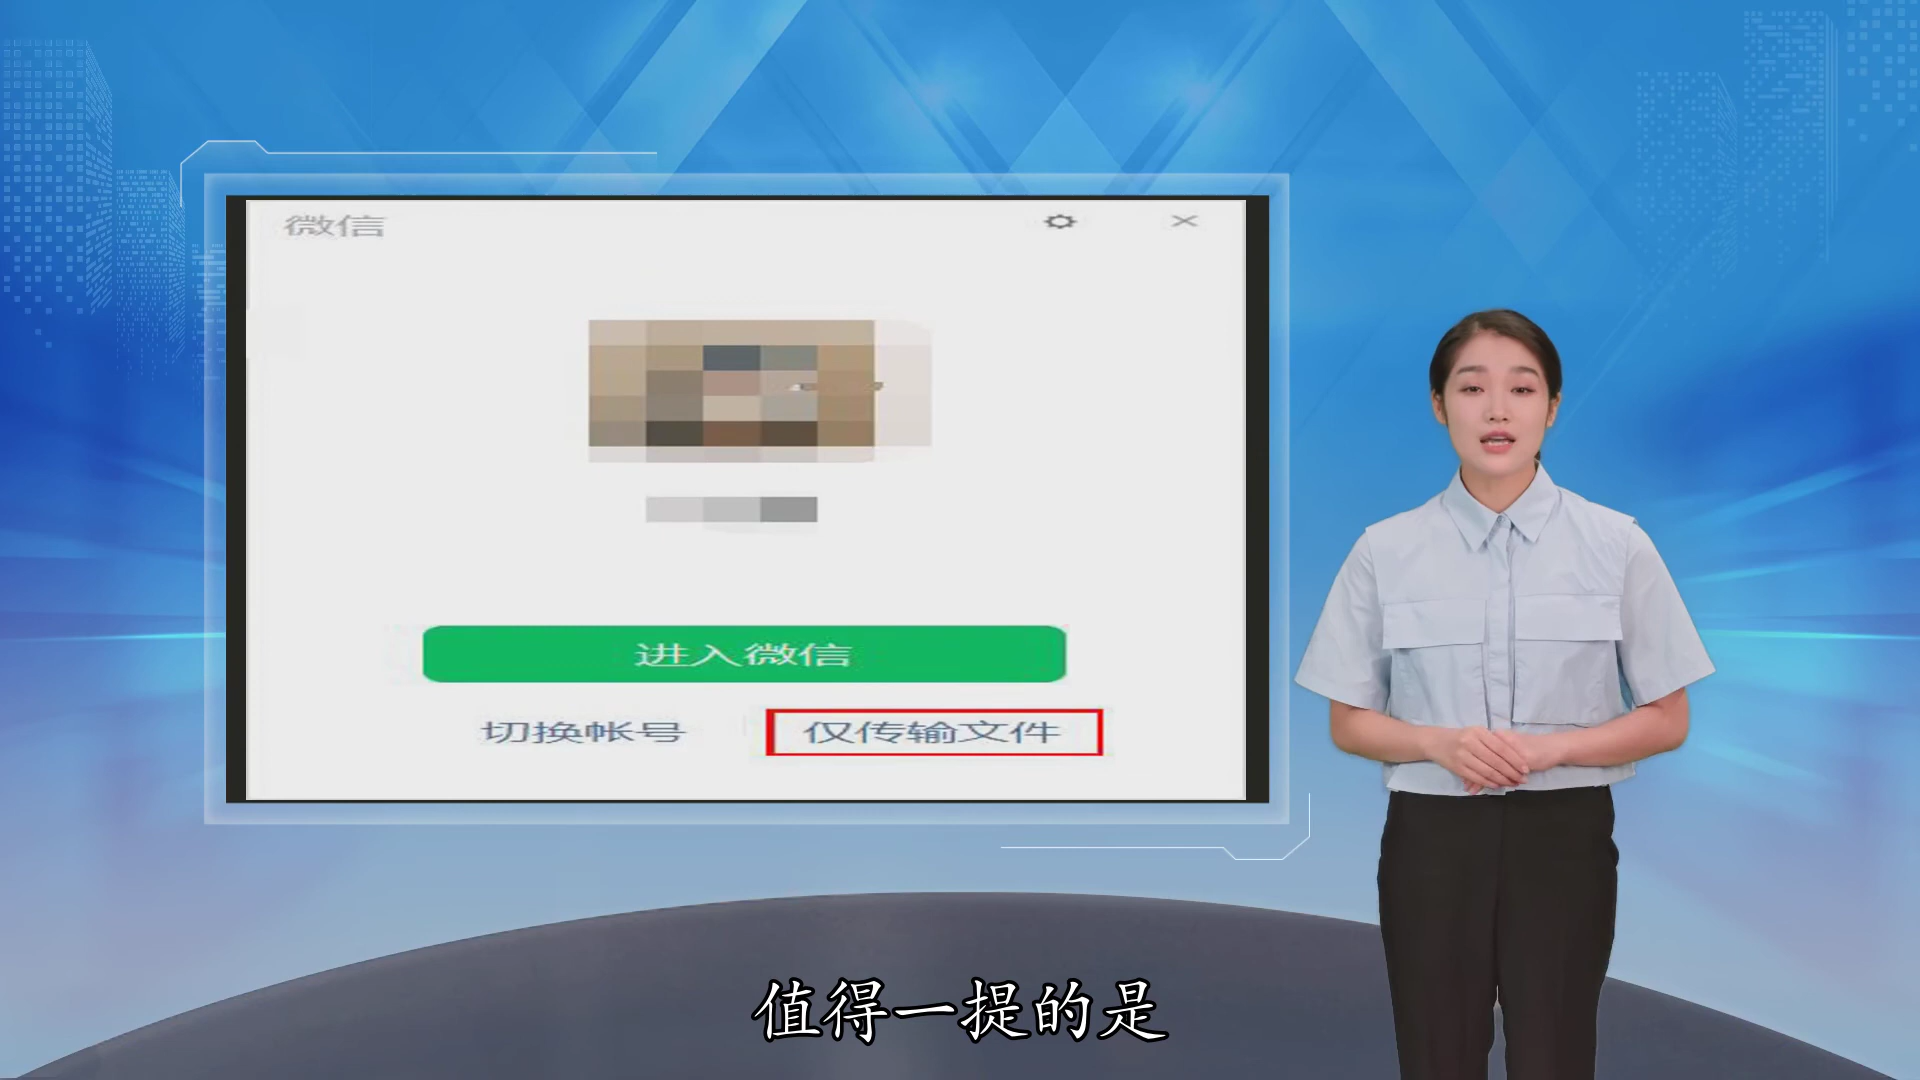 微信
进入微信
切换帐号
仅传输文件
值得一提的是